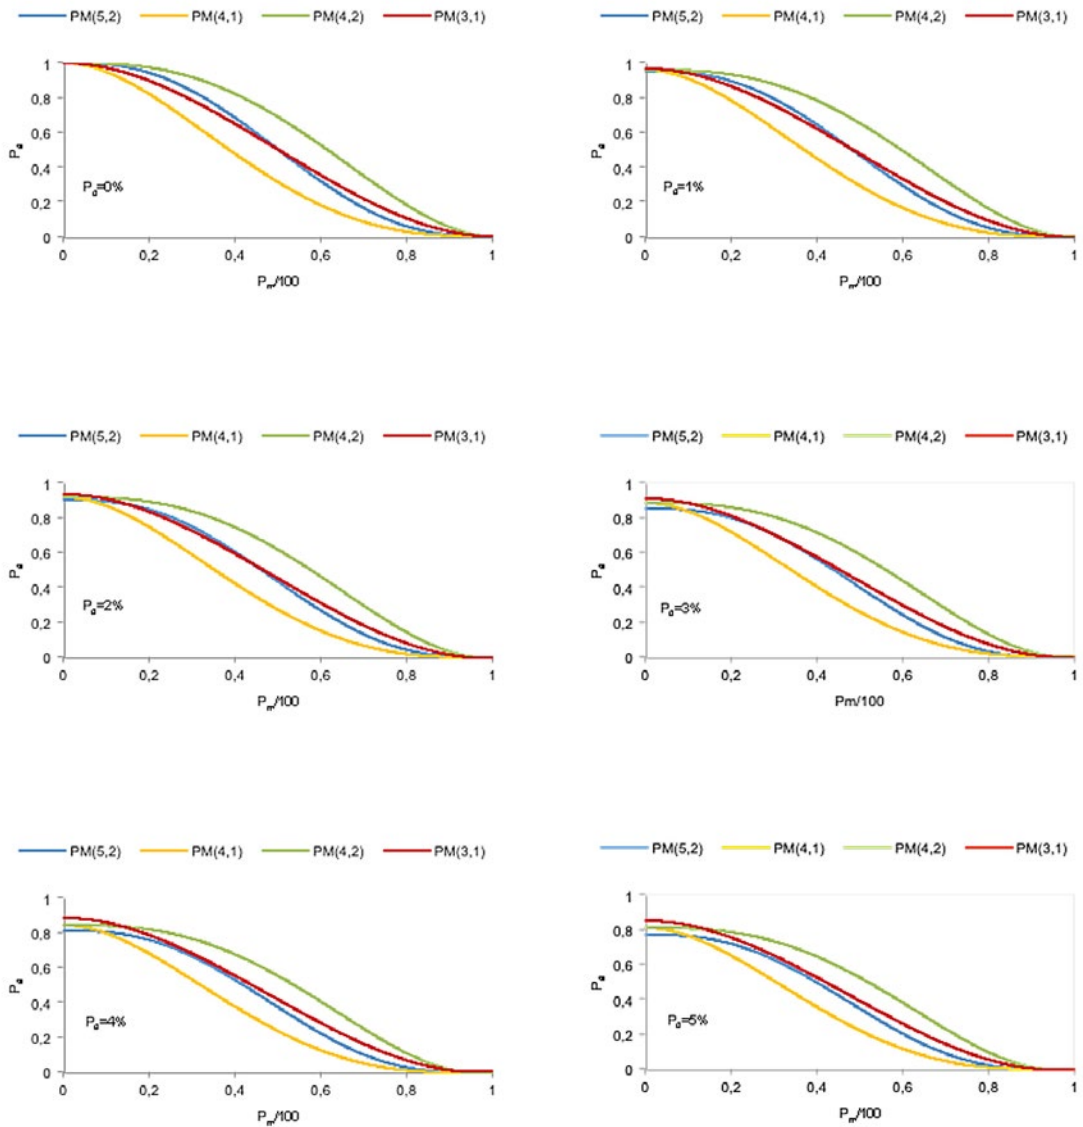 PM(5,2) PM(4,1) PM(4,2) PM(3,1)
1
0,8
0,6
0,4
0,2
0
Pa
Pd=0%
0 0,2 0,4 0,6 0,8 1
Pm/100
PM(5,2) PM(4,1) PM(4,2) PM(3,1)
1
0,8
0,6
0,4
0,2
0
Pa
Pd=1%
0 0,2 0,4 0,6 0,8 1
Pm/100
PM(5,2) PM(4,1) PM(4,2) PM(3,1)
1
0,8
0,6
0,4
0,2
0
Pa
Pd=2%
0 0,2 0,4 0,6 0,8 1
Pm/100
PM(5,2) PM(4,1) PM(4,2) PM(3,1)
1
0,8
0,6
0,4
0,2
0
Pa
Pd=3%
0 0,2 0,4 0,6 0,8 1
Pm/100
PM(5,2) PM(4,1) PM(4,2) PM(3,1)
1
0,8
0,6
0,4
0,2
0
Pa
Pd=4%
0 0,2 0,4 0,6 0,8 1
Pm/100
PM(5,2) PM(4,1) PM(4,2) PM(3,1)
1
0,8
0,6
0,4
0,2
0
Pa
Pd=5%
0 0,2 0,4 0,6 0,8 1
Pm/100